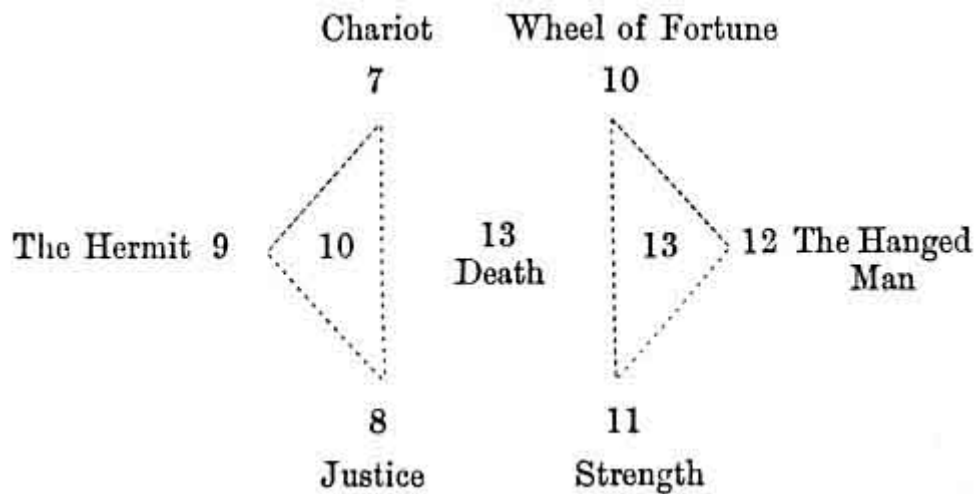 Chariot Wheel of Fortune
7 10
The Hermit 9 10 13 13 12 The Hanged
Death Man
8 11
Justice Strength